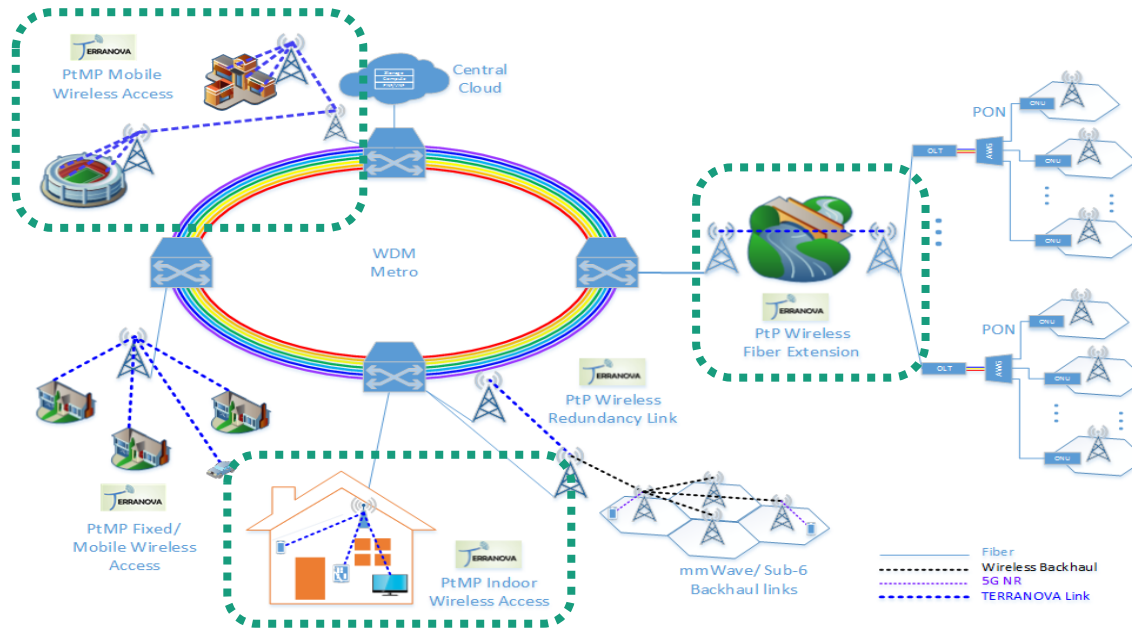 TERRANOVA
PtMP Mobile
Wireless Access
Storage
Compute
Central
Cloud
WDM
Metro
TERRANOVA
PtP Wireless
Fiber Extension
PON
OLT
AWG
ONU
ONU
ONU
PON
OLT
AWG
ONU
ONU
ONU
TERRANOVA
PtP Wireless
Redundancy Link
TERRANOVA
PtMP Fixed/
Mobile Wireless
Access
TERRANOVA
PtMP Indoor
Wireless Access
mmWave/ Sub-6
Backhaul links
Fiber
Wireless Backhaul
5G NR
TERRANOVA Link